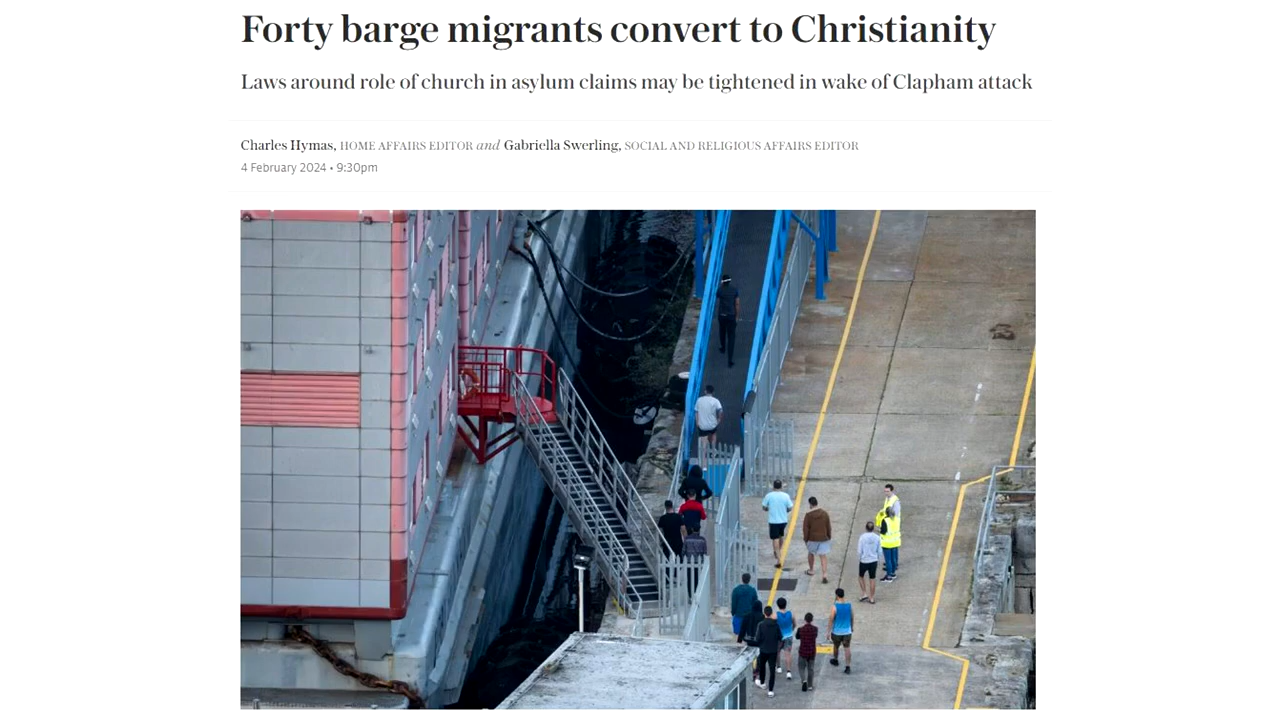 Forty barge migrants convert to Christianity
Laws around role of church in asylum claims may be tightened in wake of Clapham attack
Charles Hymas, HOME AFFAIRS EDITOR and Gabriella Swerling, SOCIAL AND RELIGIOUS AFFAIRS EDITOR
4 February 2024 • 9:30pm